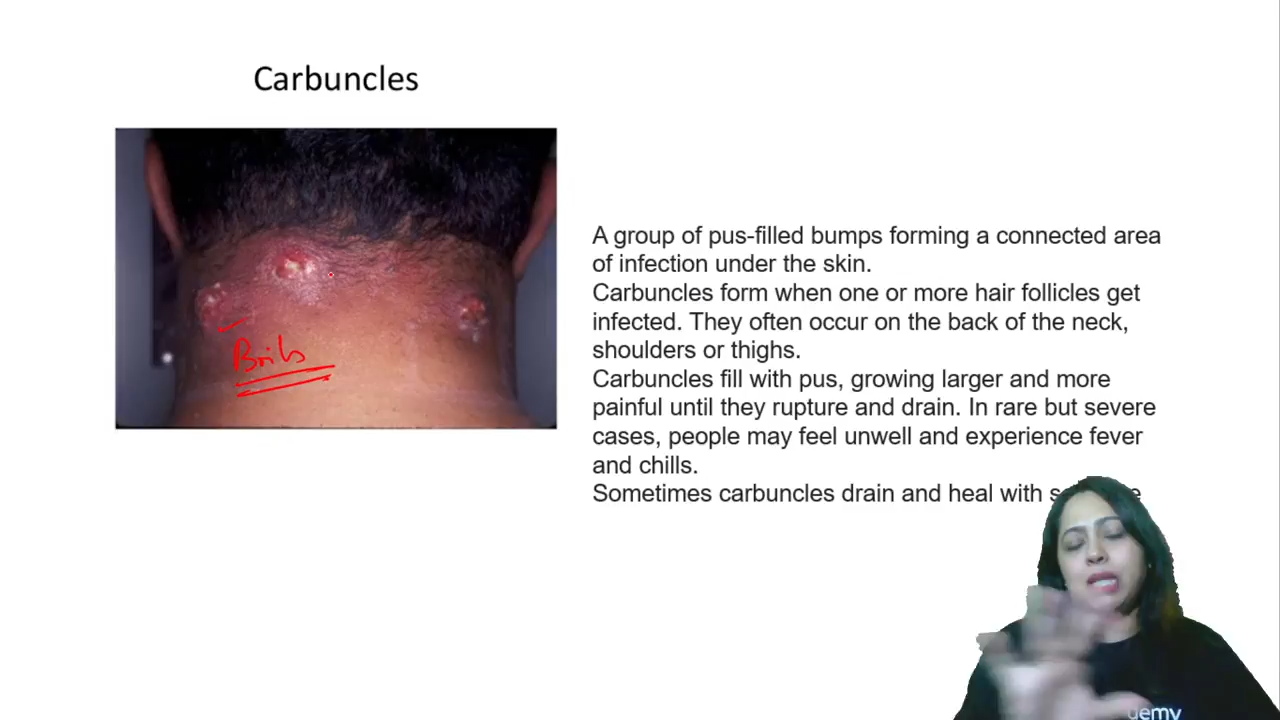 Carbuncles
A group of pus-filled bumps forming a connected area
of infection under the skin.
Carbuncles form when one or more hair follicles get
infected. They often occur on the back of the neck,
shoulders or thighs.
Carbuncles fill with pus, growing larger and more
painful until they rupture and drain. In rare but severe
cases, people may feel unwell and experience fever
and chills.
Sometimes carbuncles drain and heal with
Boils
demy